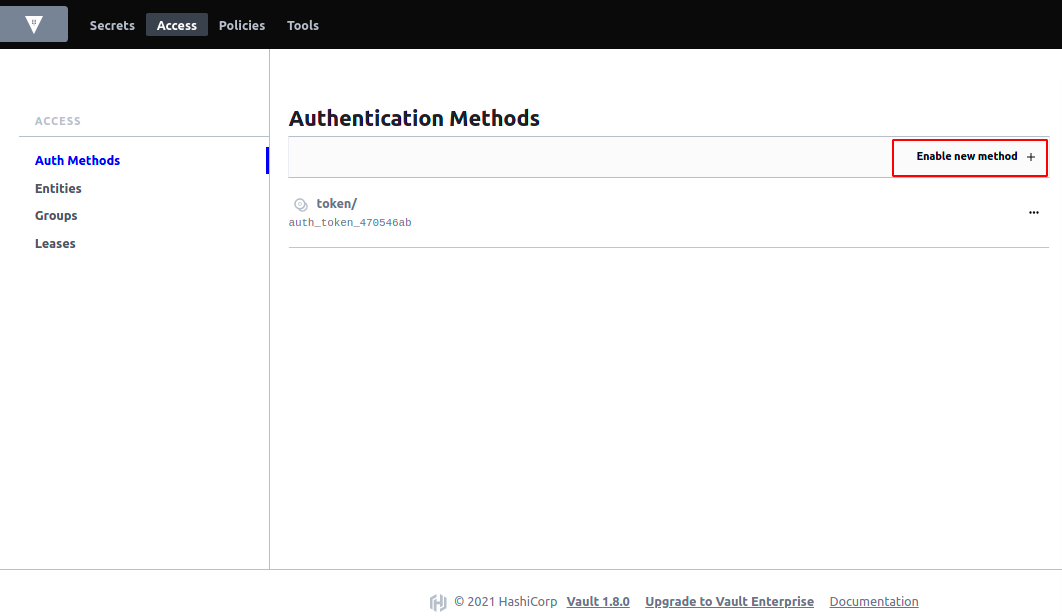 Secrets Access Policies Tools
ACCESS
Auth Methods
Entities
Groups
Leases
Authentication Methods
Enable new method +
token/
auth_token_470546ab
© 2021 HashiCorp Vault 1.8.0 Upgrade to Vault Enterprise Documentation